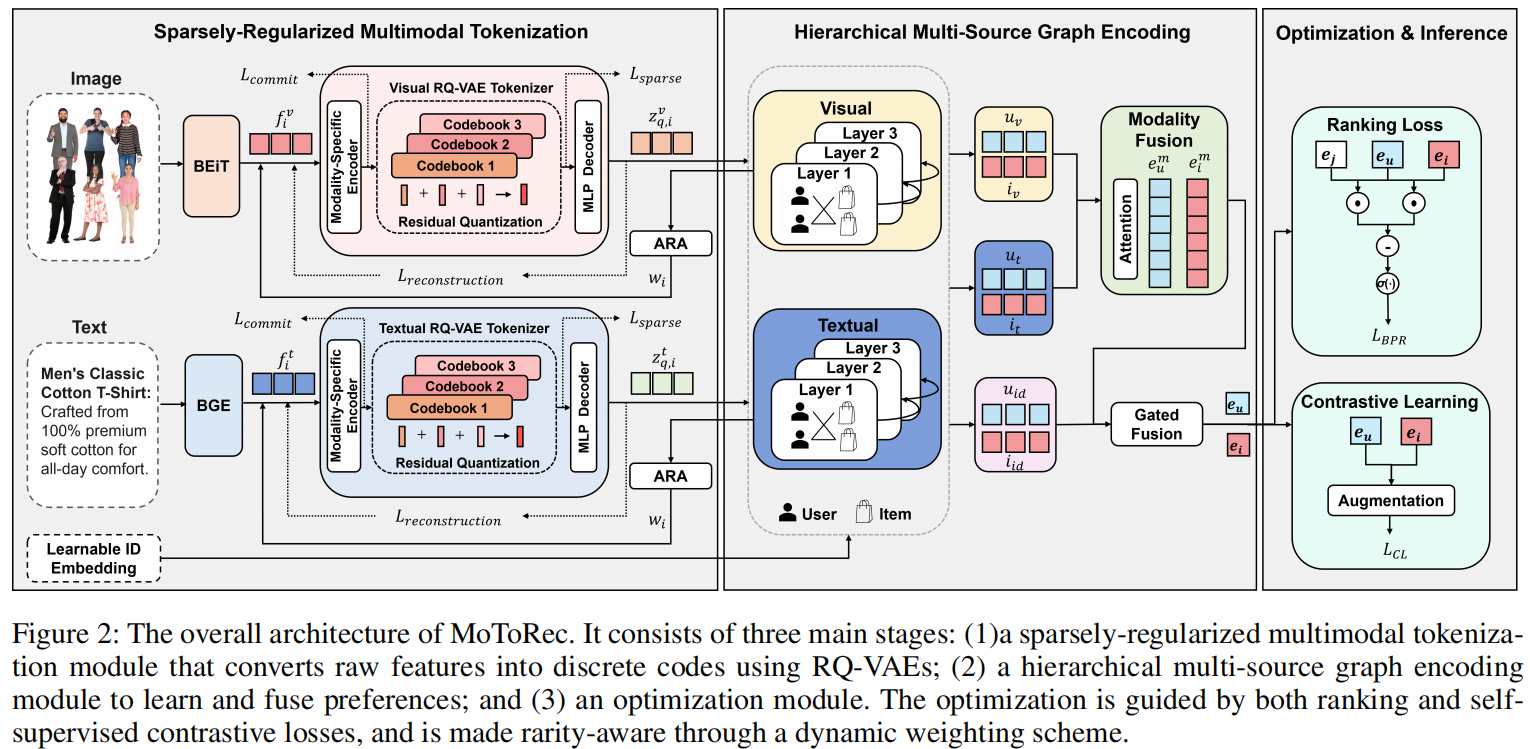 Sparsely-Regularized Multimodal Tokenization
Image
BEiT
f_i^v
L_commit
Visual RQ-VAE Tokenizer
Modality-Specific Encoder
Codebook 3
Codebook 2
Codebook 1
+ + →
Residual Quantization
MLP Decoder
L_sparse
z_{q,i}^v
ARA
w_i
L_reconstruction
Text
Men's Classic
Cotton T-Shirt:
Crafted from
100% premium
soft cotton for
all-day comfort.
BGE
f_i^t
L_commit
Textual RQ-VAE Tokenizer
Modality-Specific Encoder
Codebook 3
Codebook 2
Codebook 1
+ + →
Residual Quantization
MLP Decoder
L_sparse
z_{q,i}^t
ARA
w_i
L_reconstruction
Learnable ID
Embedding
Hierarchical Multi-Source Graph Encoding
Visual
Layer 3
Layer 2
Layer 1
Textual
Layer 3
Layer 2
Layer 1
User Item
u_v
i_v
u_t
i_t
u_id
i_id
Modality
Fusion
e_u^m e_i^m
Attention
Gated
Fusion
e_u
e_i
Optimization & Inference
Ranking Loss
e_j e_u e_i
-
σ(·)
L_BPR
Contrastive Learning
e_u e_i
Augmentation
L_CL
Figure 2: The overall architecture of MoToRec. It consists of three main stages: (1)a sparsely-regularized multimodal tokeniza-
tion module that converts raw features into discrete codes using RQ-VAEs; (2) a hierarchical multi-source graph encoding
module to learn and fuse preferences; and (3) an optimization module. The optimization is guided by both ranking and self-
supervised contrastive losses, and is made rarity-aware through a dynamic weighting scheme.